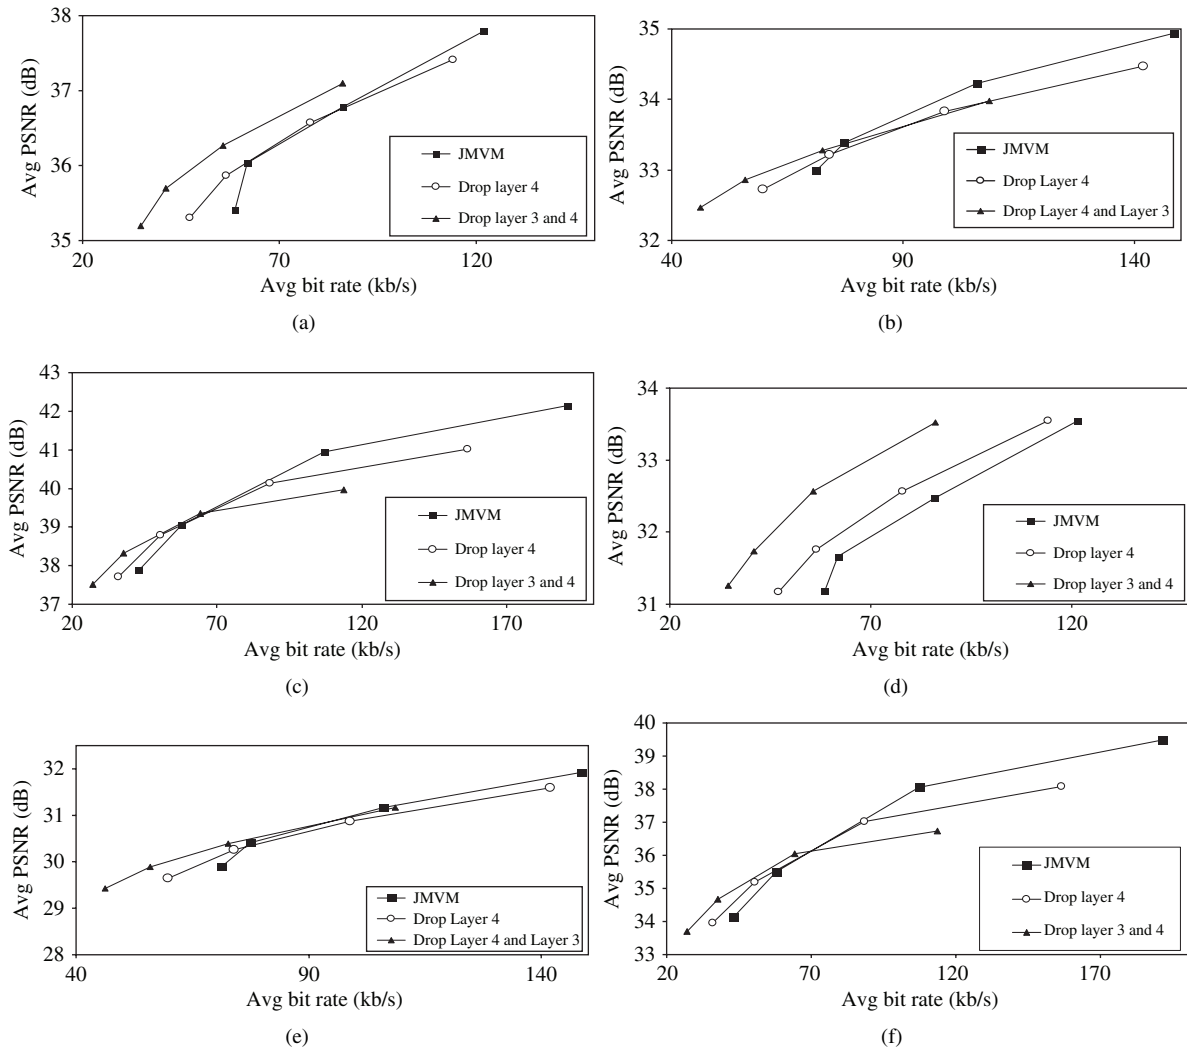 38
37
36
35
Avg PSNR (dB)
20 70 120
Avg bit rate (kb/s)
JMVM
Drop layer 4
Drop layer 3 and 4
(a)
35
34
33
32
Avg PSNR (dB)
40 90 140
Avg bit rate (kb/s)
JMVM
Drop Layer 4
Drop Layer 4 and Layer 3
(b)
43
42
41
40
39
38
37
Avg PSNR (dB)
20 70 120 170
Avg bit rate (kb/s)
JMVM
Drop layer 4
Drop layer 3 and 4
(c)
34
33
32
31
Avg PSNR (dB)
20 70 120
Avg bit rate (kb/s)
JMVM
Drop layer 4
Drop layer 3 and 4
(d)
32
31
30
29
28
Avg PSNR (dB)
40 90 140
Avg bit rate (kb/s)
JMVM
Drop Layer 4
Drop Layer 4 and Layer 3
(e)
40
39
38
37
36
35
34
33
Avg PSNR (dB)
20 70 120 170
Avg bit rate (kb/s)
JMVM
Drop layer 4
Drop layer 3 and 4
(f)